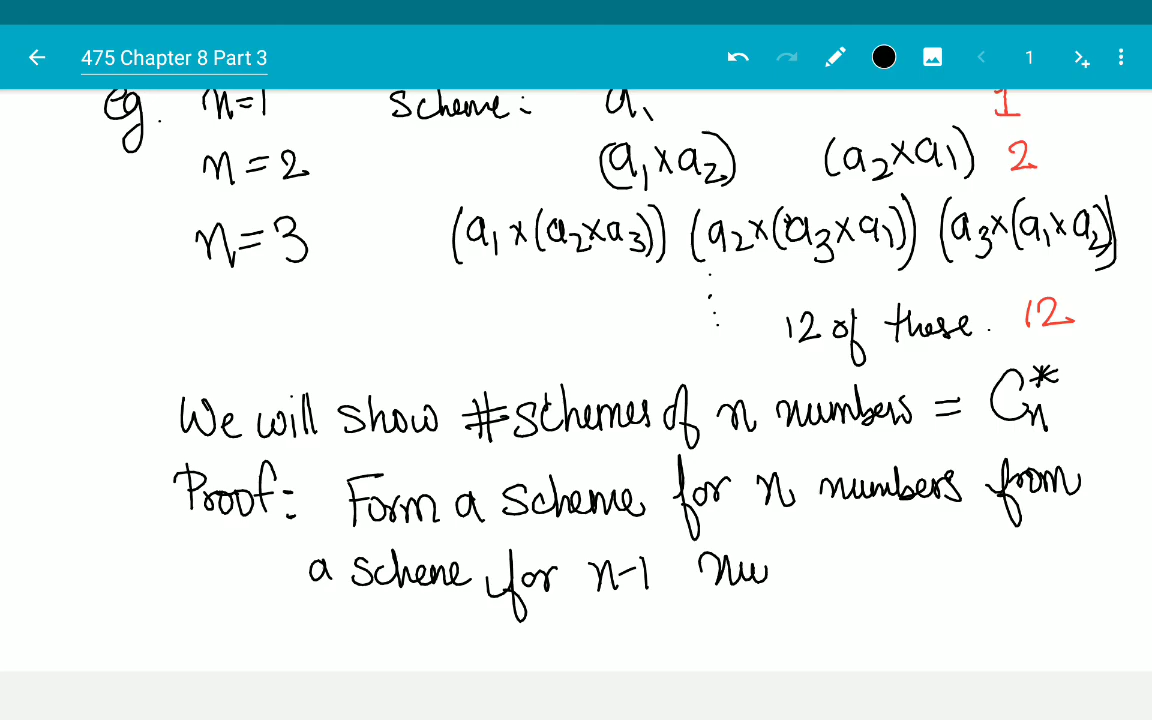 475 Chapter 8 Part 3
1
eg. n=1 Scheme: a₁ 1
n=2 (a₁×a₂) (a₂×a₁) 2
n=3 (a₁×(a₂×a₃)) (a₂×(a₃×a₁)) (a₃×(a₁×a₂))
⋮ 12 of these. 12
We will show #schemes of n numbers = Cₙ*
Proof: Form a scheme for n numbers from
a scheme for n-1 nu